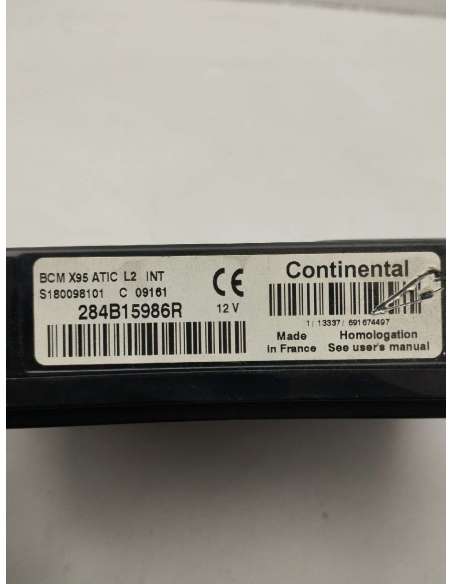 BCM X95 ATIC L2 INT
S180098101 C 09161
284B15986R
CE
12 V
Continental
1/ 13337/ 691674497
Made in France
Homologation
See user's manual